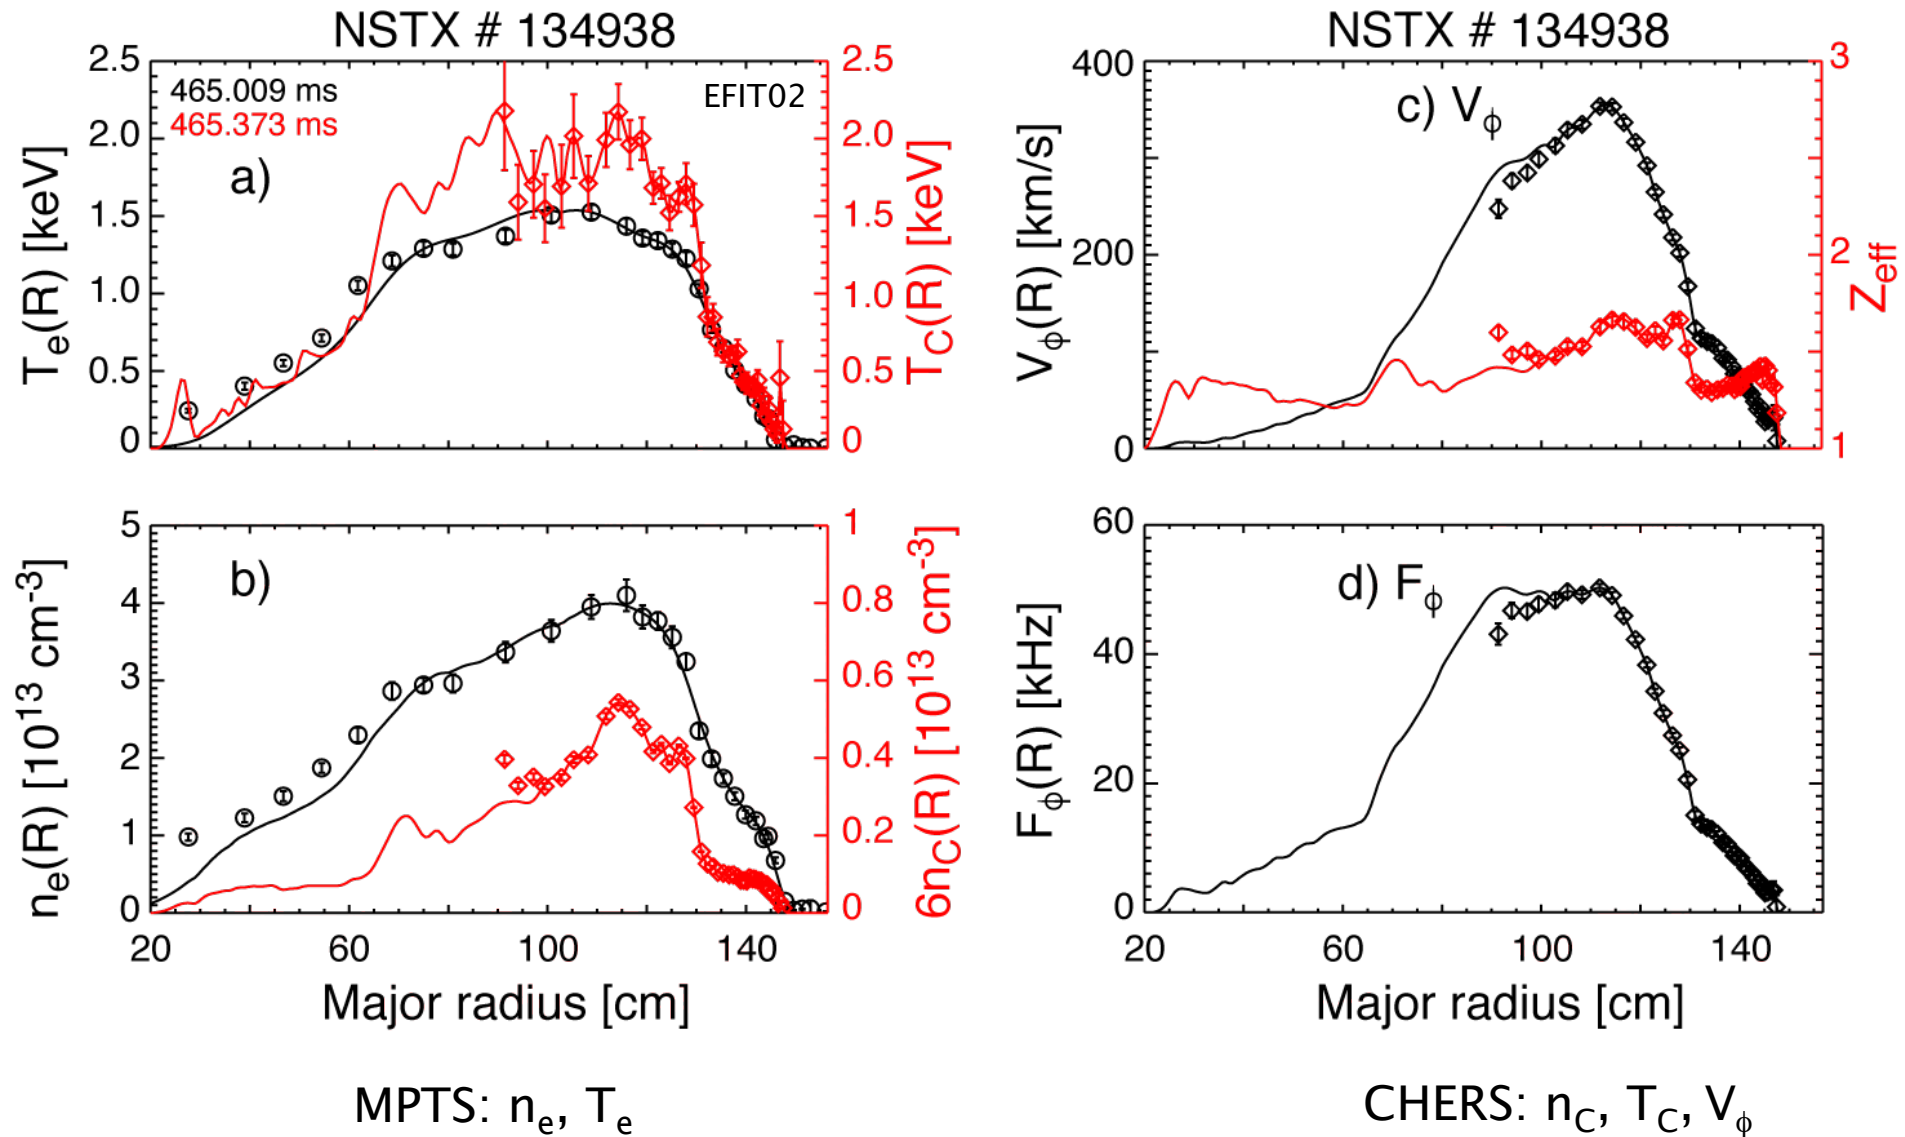 NSTX # 134938
2.5
2.0
1.5
1.0
0.5
0
Te(R) [keV]
465.009 ms
465.373 ms
EFIT02
a)
2.5
2.0
1.5
1.0
0.5
0
TC(R) [keV]
5
4
3
2
1
0
ne(R) [10^13 cm^-3]
b)
1
0.8
0.6
0.4
0.2
0
6nC(R) [10^13 cm^-3]
20 60 100 140
Major radius [cm]
MPTS: ne, Te
NSTX # 134938
400
200
0
Vϕ(R) [km/s]
c) Vϕ
3
2
1
Zeff
60
40
20
0
Fϕ(R) [kHz]
d) Fϕ
20 60 100 140
Major radius [cm]
CHERS: nC, TC, Vϕ